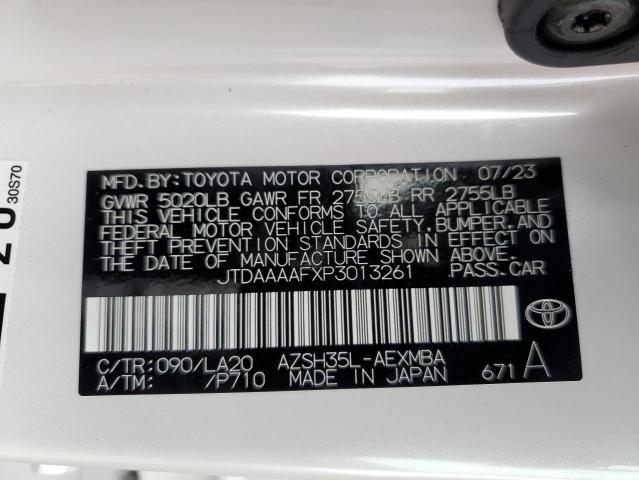 MFD.BY:TOYOTA MOTOR CORPORATION 07/23
GVWR 5020LB GAWR FR 2755LB RR 2755LB
THIS VEHICLE CONFORMS TO ALL APPLICABLE
FEDERAL MOTOR VEHICLE SAFETY,BUMPER,AND
THEFT PREVENTION STANDARDS IN EFFECT ON
THE DATE OF MANUFACTURE SHOWN ABOVE.
JTDAAAAFXP3013261 PASS.CAR
TOYOTA
C/TR:090/LA20 AZSH35L-AEXMBA
A/TM: /P710 MADE IN JAPAN 671 A
30S70